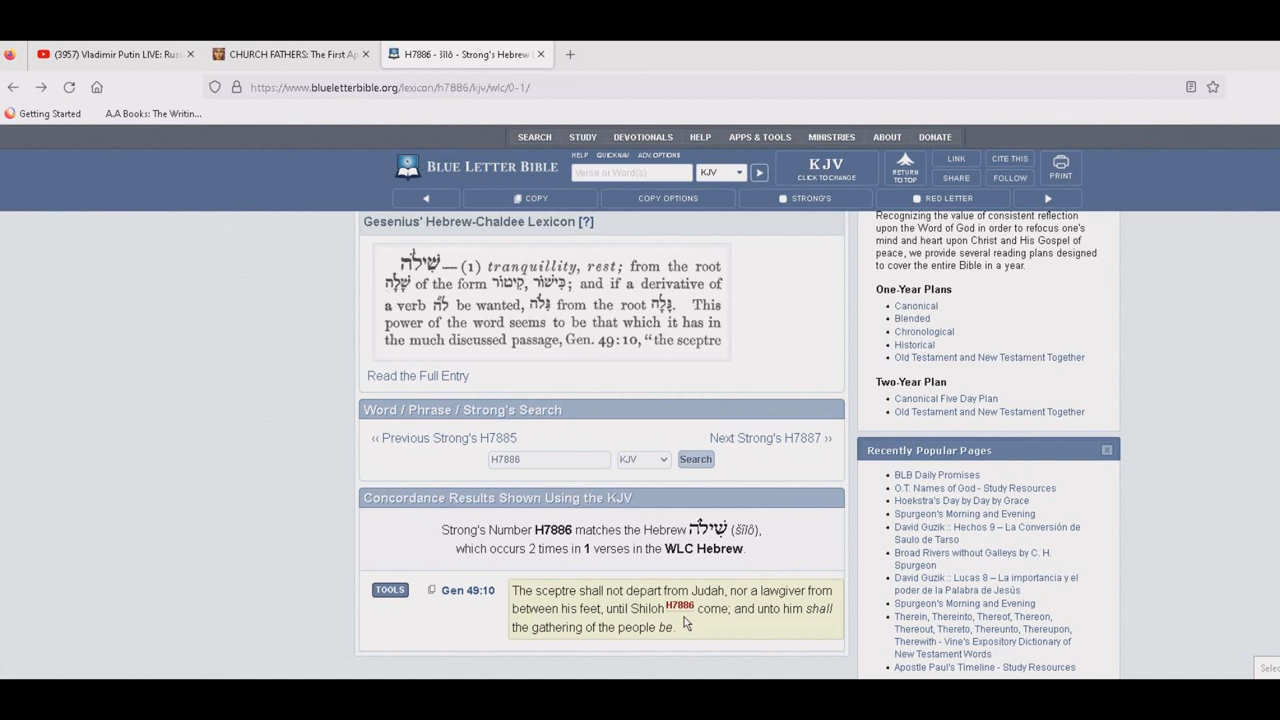 (3957) Vladimir Putin LIVE: Russ
CHURCH FATHERS: The First Ap
H7886 - šîlô - Strong's Hebrew
https://www.blueletterbible.org/lexicon/h7886/kjv/wlc/0-1/
Getting Started
A.A Books: The Writin...
SEARCH STUDY DEVOTIONALS HELP APPS & TOOLS MINISTRIES ABOUT DONATE
BLUE LETTER BIBLE
HELP QUICKNAV ADV OPTIONS
Verse or Word(s)
KJV
KJV
CLICK TO CHANGE
RETURN
TO TOP
LINK
CITE THIS
SHARE
FOLLOW
PRINT
COPY
COPY OPTIONS
STRONG'S
RED LETTER
Gesenius' Hebrew-Chaldee Lexicon [?]
שִׁילֹה—(1) tranquillity, rest; from the root
שָׁלָה of the form קִיטוֹר, כִּישׁוֹר; and if a derivative of
a verb לה be wanted, גִּלֹה from the root גָּלָה. This
power of the word seems to be that which it has in
the much discussed passage, Gen. 49:10, “the sceptre
Read the Full Entry
Word / Phrase / Strong's Search
‹‹ Previous Strong's H7885
Next Strong's H7887 ››
H7886
KJV
Search
Concordance Results Shown Using the KJV
Strong's Number H7886 matches the Hebrew שִׁילֹה (šîlô),
which occurs 2 times in 1 verses in the WLC Hebrew.
TOOLS
Gen 49:10
The sceptre shall not depart from Judah, nor a lawgiver from
between his feet, until Shiloh H7886 come; and unto him shall
the gathering of the people be.
Recognizing the value of consistent reflection
upon the Word of God in order to refocus one's
mind and heart upon Christ and His Gospel of
peace, we provide several reading plans designed
to cover the entire Bible in a year.
One-Year Plans
Canonical
Blended
Chronological
Historical
Old Testament and New Testament Together
Two-Year Plan
Canonical Five Day Plan
Old Testament and New Testament Together
Recently Popular Pages
BLB Daily Promises
O.T. Names of God - Study Resources
Hoekstra's Day by Day by Grace
Spurgeon's Morning and Evening
David Guzik :: Hechos 9 – La Conversión de
Saulo de Tarso
Broad Rivers without Galleys by C. H.
Spurgeon
David Guzik :: Lucas 8 – La importancia y el
poder de la Palabra de Jesús
Spurgeon's Morning and Evening
Therein, Thereinto, Thereof, Thereon,
Thereout, Thereto, Thereunto, Thereupon,
Therewith - Vine's Expository Dictionary of
New Testament Words
Apostle Paul's Timeline - Study Resources
Selec